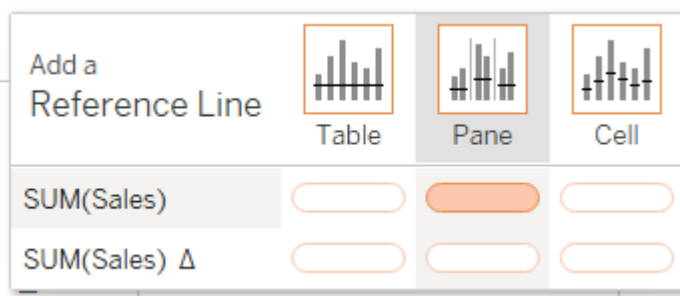 Add a
Reference Line
Table Pane Cell
SUM(Sales)
SUM(Sales) Δ